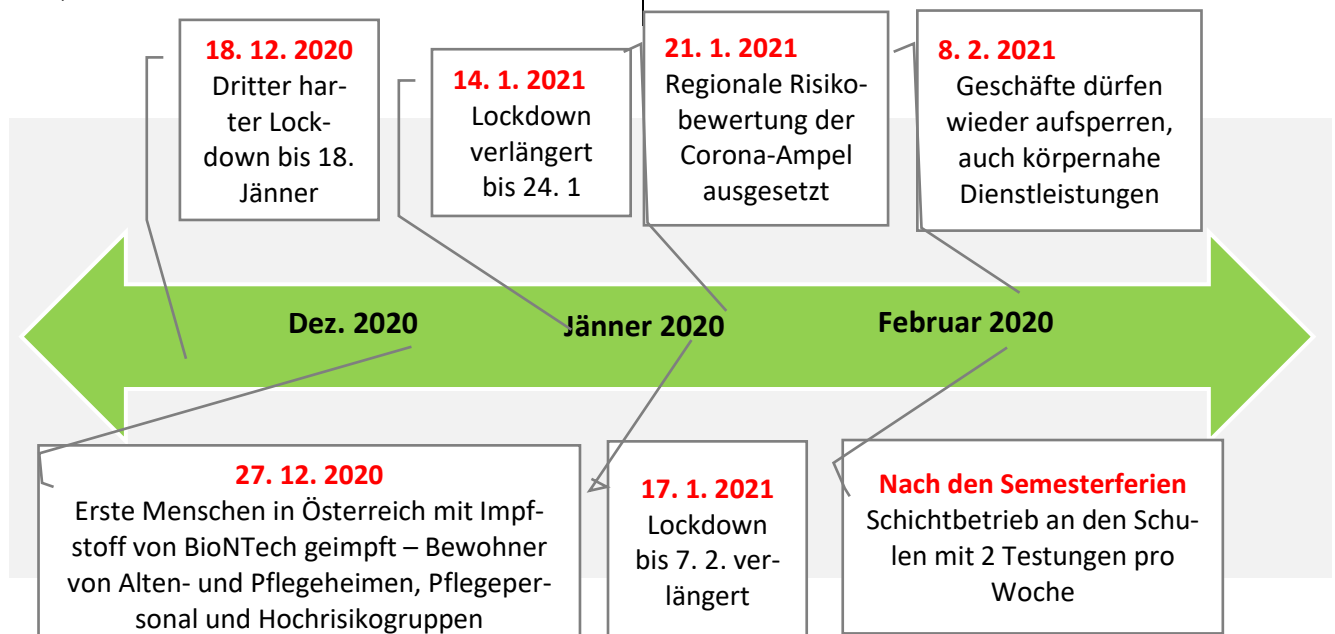 18. 12. 2020
Dritter har-
ter Lock-
down bis 18.
Jänner
14. 1. 2021
Lockdown
verlängert
bis 24. 1
21. 1. 2021
Regionale Risiko-
bewertung der
Corona-Ampel
ausgesetzt
8. 2. 2021
Geschäfte dürfen
wieder aufsperren,
auch körpernahe
Dienstleistungen
Dez. 2020
Jänner 2020
Februar 2020
27. 12. 2020
Erste Menschen in Österreich mit Impf-
stoff von BioNTech geimpft – Bewohner
von Alten- und Pflegeheimen, Pflegeper-
sonal und Hochrisikogruppen
17. 1. 2021
Lockdown
bis 7. 2. ver-
längert
Nach den Semesterferien
Schichtbetrieb an den Schu-
len mit 2 Testungen pro
Woche